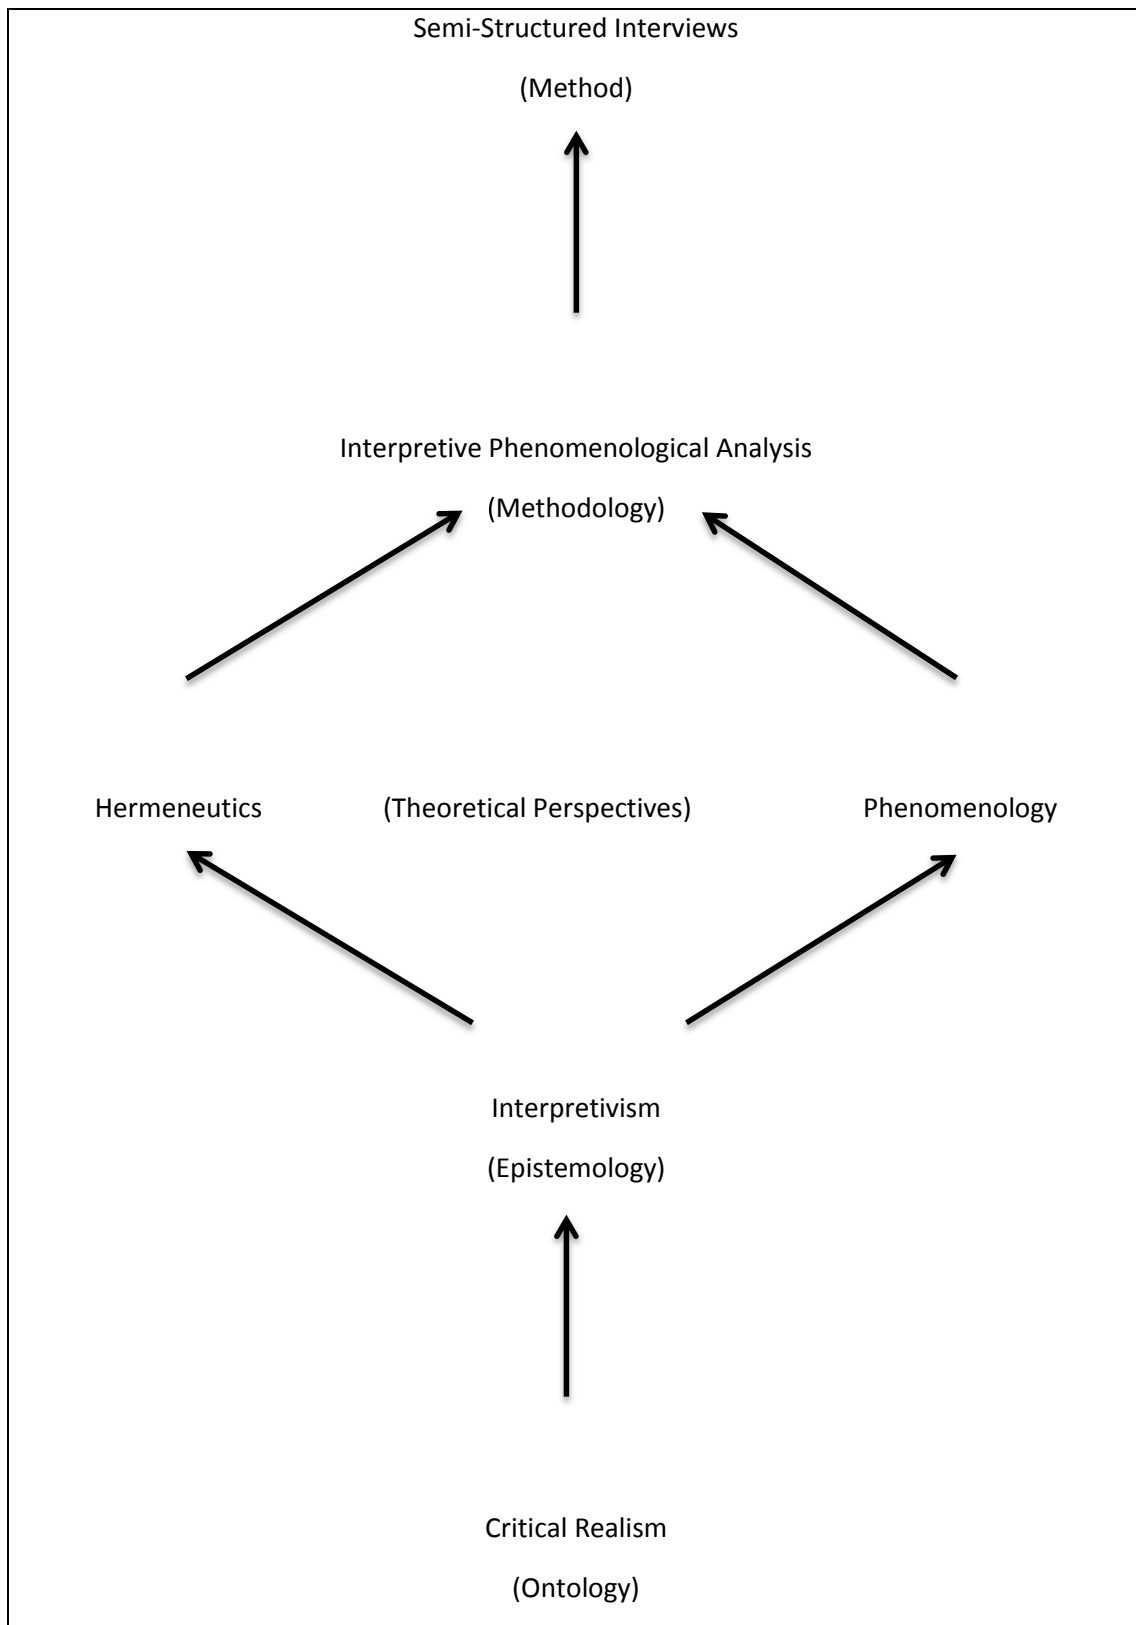 Semi-Structured Interviews
(Method)
Interpretive Phenomenological Analysis
(Methodology)
Hermeneutics (Theoretical Perspectives) Phenomenology
Interpretivism
(Epistemology)
Critical Realism
(Ontology)